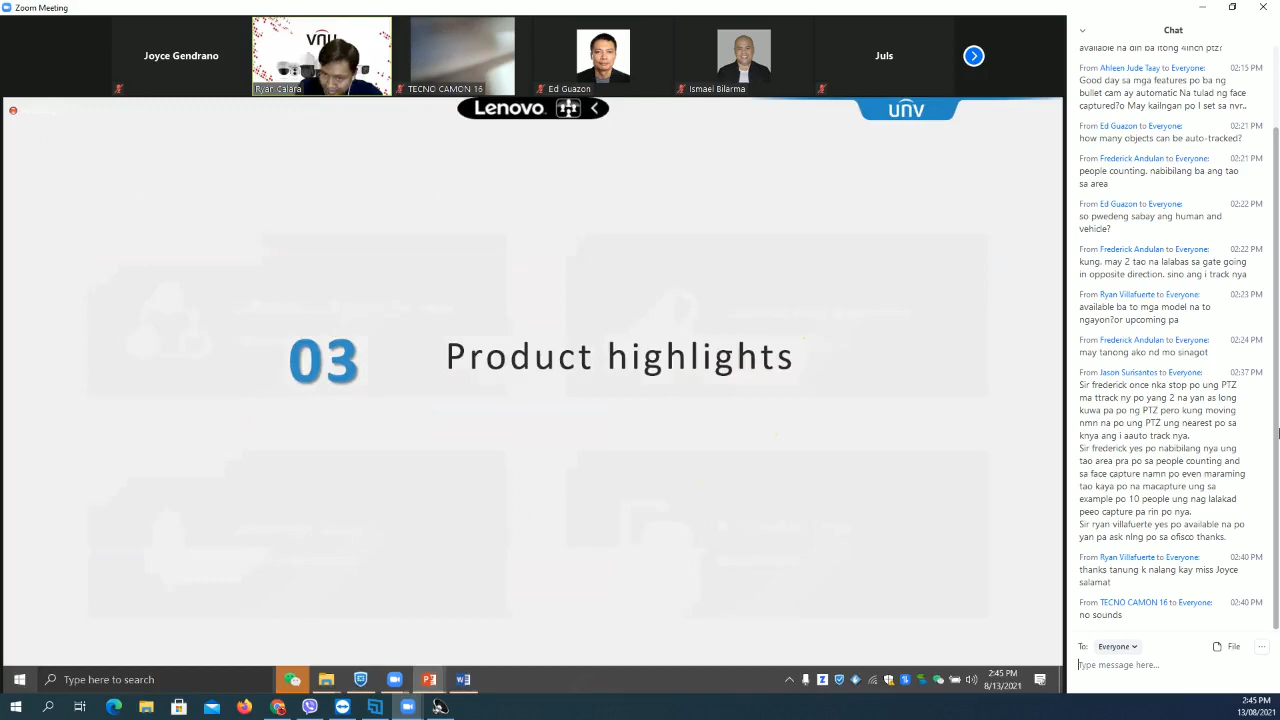 Zoom Meeting
Joyce Gendrano
unv
Ryan Calara
TECNO CAMON 16
Ed Guazon
Ismael Bilarma
Juls
Lenovo
unv
03
Product highlights
Type here to search
2:45 PM
8/13/2021
Chat
available na din ba itong 4inch ptz?
From Ahleen Jude Taay to Everyone: 02:15 PM
Good day sa mga features po ba ng
bullet cam ay automatic Na tulad ng face
captured?o May kailngan po I set sa nvr..
From Ed Guazon to Everyone: 02:21 PM
how many objects can be auto-tracked?
From Frederick Andulan to Everyone: 02:21 PM
people counting. nabibilang ba ang tao
sa area
From Ed Guazon to Everyone: 02:22 PM
so pwedeng sabay ang human and
vehicle?
From Frederick Andulan to Everyone: 02:22 PM
kung. may 2 tao na lalabas sa gate going
in opposite direction. sino ang i track nya
From Ryan Villafuerte to Everyone: 02:23 PM
available ba to mga model na to
ngayon?or upcoming pa
From Frederick Andulan to Everyone: 02:24 PM
may tanong ako nd mo sinagot
From Jason Surisantos to Everyone: 02:37 PM
Sir frederick once nka stop po ung PTZ
ma ttrack ny po yang 2 na yan as long
kuwa pa po ng PTZ pero kung moving
nmn na po ung PTZ ung nearest po sa
knya ang i aauto track nya.
Sir frederick yes po nabibilang nya ung
tao area pra po sa people counting and
sa face capture namn po even maraming
tao kaya po na macapture ung sa
example po 10 people ung nag lalakad
peeo capture pa rin po nya.
Sir ryan villafuerte yes po available na po
yan pa ask nlng po sa ofisco thanks.
From Ryan Villafuerte to Everyone: 02:40 PM
thanks tanung k nalang kay miss Joyce
salamat
From TECNO CAMON 16 to Everyone: 02:40 PM
no sounds
To: Everyone File
Type message here...
2:45 PM
13/08/2021